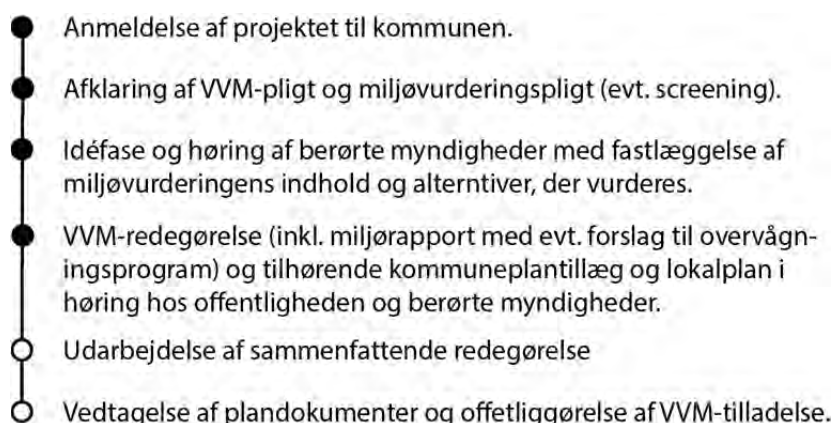 Anmeldelse af projektet til kommunen.
Afklaring af VVM-pligt og miljøvurderingspligt (evt. screening).
Idéfase og høring af berørte myndigheder med fastlæggelse af
miljøvurderingens indhold og alterntiver, der vurderes.
VVM-redegørelse (inkl. miljørapport med evt. forslag til overvågn-
ingsprogram) og tilhørende kommuneplantillæg og lokalplan i
høring hos offentligheden og berørte myndigheder.
Udarbejdelse af sammenfattende redegørelse
Vedtagelse af plandokumenter og offetliggørelse af VVM-tilladelse.